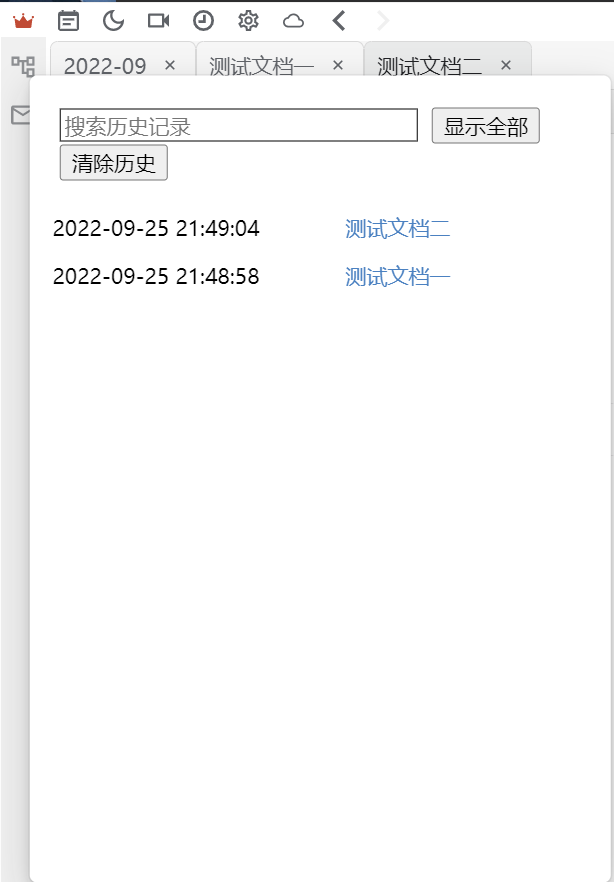 2022-09 × 测试文档一 × 测试文档二 ×
搜索历史记录 显示全部
清除历史
2022-09-25 21:49:04 测试文档二
2022-09-25 21:48:58 测试文档一